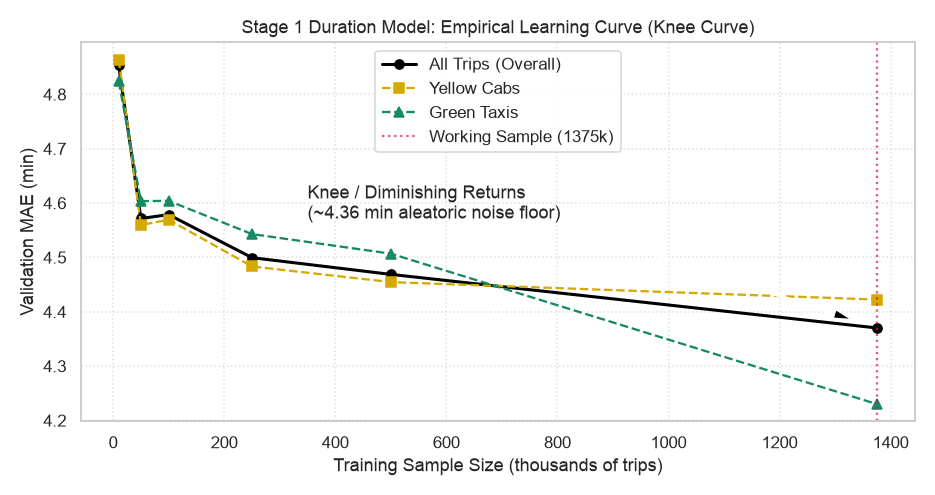 Stage 1 Duration Model: Empirical Learning Curve (Knee Curve)
All Trips (Overall)
Yellow Cabs
Green Taxis
Working Sample (1375k)
Knee / Diminishing Returns
(~4.36 min aleatoric noise floor)
Validation MAE (min)
4.8
4.7
4.6
4.5
4.4
4.3
4.2
0
200
400
600
800
1000
1200
1400
Training Sample Size (thousands of trips)